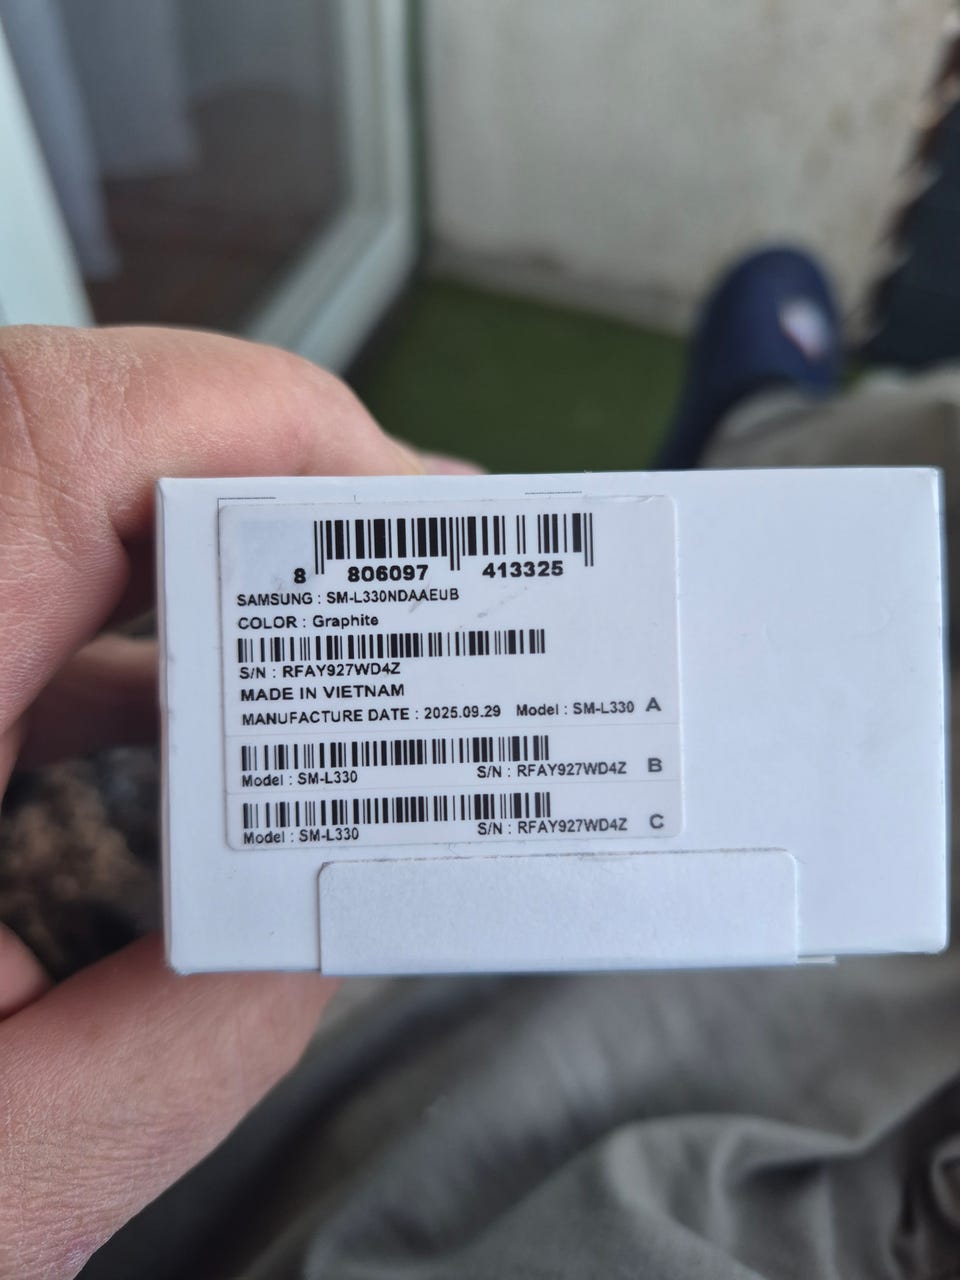 8 806097 413325
SAMSUNG : SM-L330NDAAEUB
COLOR : Graphite
S/N : RFAY927WD4Z
MADE IN VIETNAM
MANUFACTURE DATE : 2025.09.29 Model : SM-L330 A
Model : SM-L330 S/N : RFAY927WD4Z B
Model : SM-L330 S/N : RFAY927WD4Z C